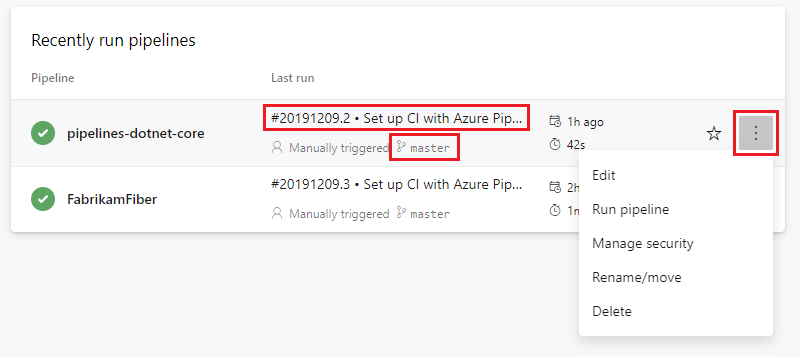 Recently run pipelines
Pipeline Last run
pipelines-dotnet-core #20191209.2 • Set up CI with Azure Pip... 1h ago
Manually triggered master 42s
FabrikamFiber #20191209.3 • Set up CI with Azure Pip... 2h
Manually triggered master 1m
Edit
Run pipeline
Manage security
Rename/move
Delete